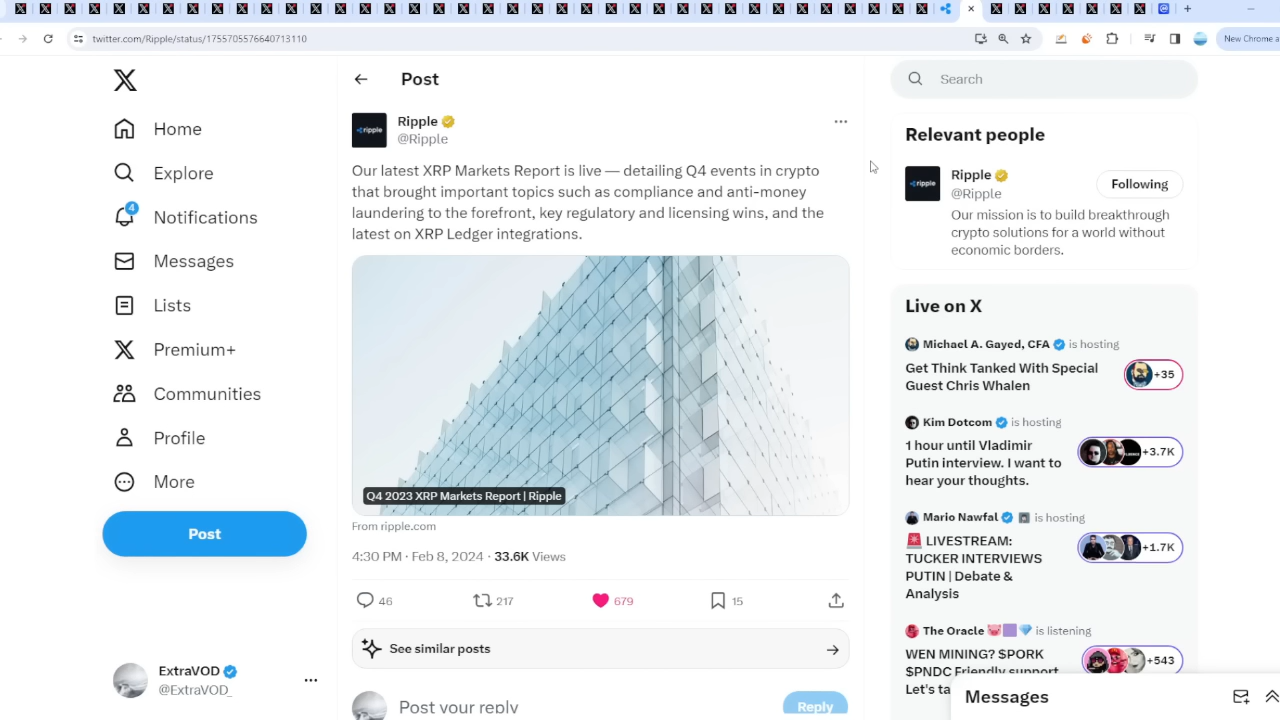 twitter.com/Ripple/status/1755705576640713110
New Chrome a
Post
Search
Home
Explore
4
Notifications
Messages
Lists
Premium+
Communities
Profile
More
Post
ExtraVOD
@ExtraVOD_
ripple
Ripple
@Ripple
Our latest XRP Markets Report is live — detailing Q4 events in crypto
that brought important topics such as compliance and anti-money
laundering to the forefront, key regulatory and licensing wins, and the
latest on XRP Ledger integrations.
Q4 2023 XRP Markets Report | Ripple
From ripple.com
4:30 PM · Feb 8, 2024 · 33.6K Views
46 217 679 15
See similar posts
Post your reply
Reply
Relevant people
ripple
Ripple
@Ripple
Following
Our mission is to build breakthrough
crypto solutions for a world without
economic borders.
Live on X
Michael A. Gayed, CFA is hosting
Get Think Tanked With Special
Guest Chris Whalen
+35
Kim Dotcom is hosting
1 hour until Vladimir
Putin interview. I want to
hear your thoughts.
+3.7K
Mario Nawfal is hosting
🚨 LIVESTREAM:
TUCKER INTERVIEWS
PUTIN | Debate &
Analysis
+1.7K
The Oracle 🐷🟪💎 is listening
WEN MINING? $PORK
$PNDC Friendly support
Let's ta
+543
Messages